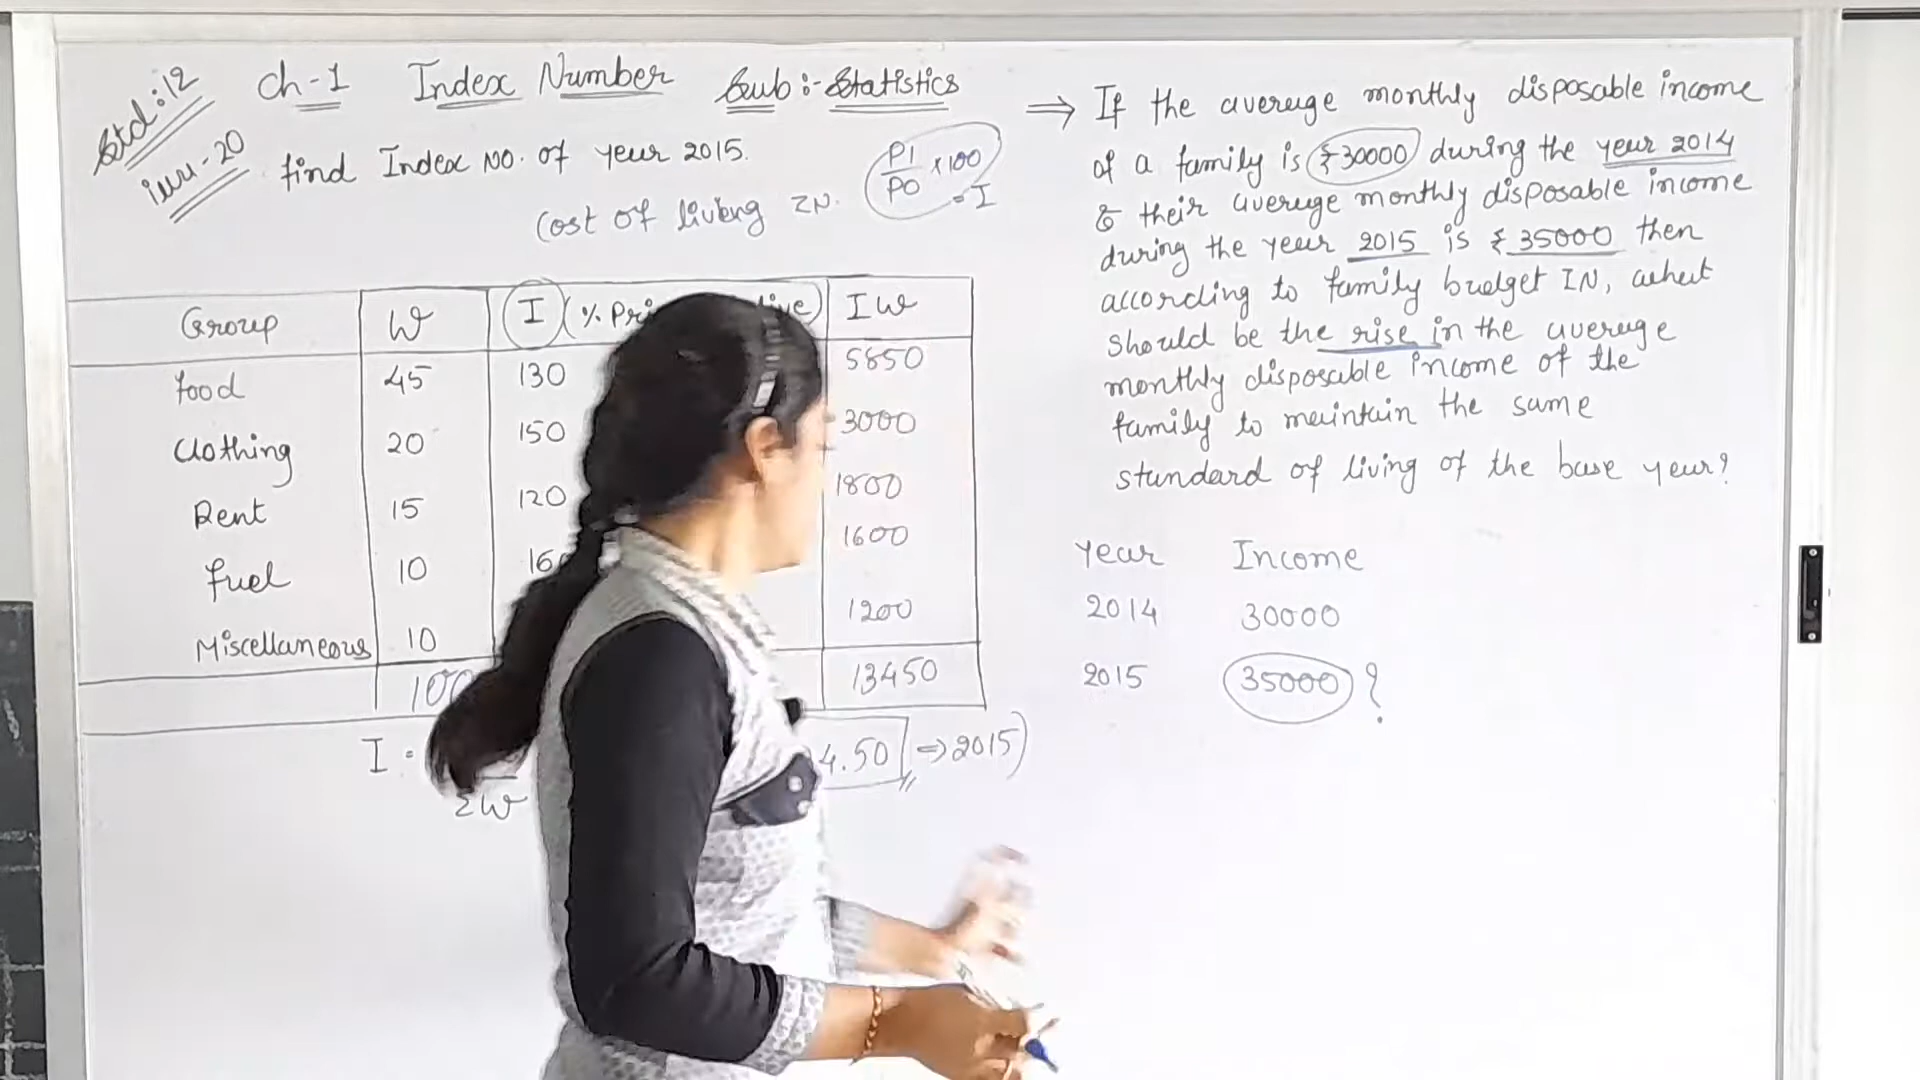 Std:12
imu-20
Ch-1 Index Number Sub:-Statistics
find Index NO. of year 2015.
Cost of living IN.
P1
P0 ×100
=I
Group W I (% Pri ive) IW
food 45 130 5850
Clothing 20 150 3000
Rent 15 120 1800
fuel 10 16 1600
Miscellaneous 10 1200
100 13450
I = 4.50 ⇒2015)
ΣW
⇒ If the average monthly disposable income
of a family is ₹30000 during the year 2014
& their average monthly disposable income
during the year 2015 is ₹35000 then
according to family budget IN, what
should be the rise in the average
monthly disposable income of the
family to maintain the same
standard of living of the base year?
year Income
2014 30000
2015 35000 ?